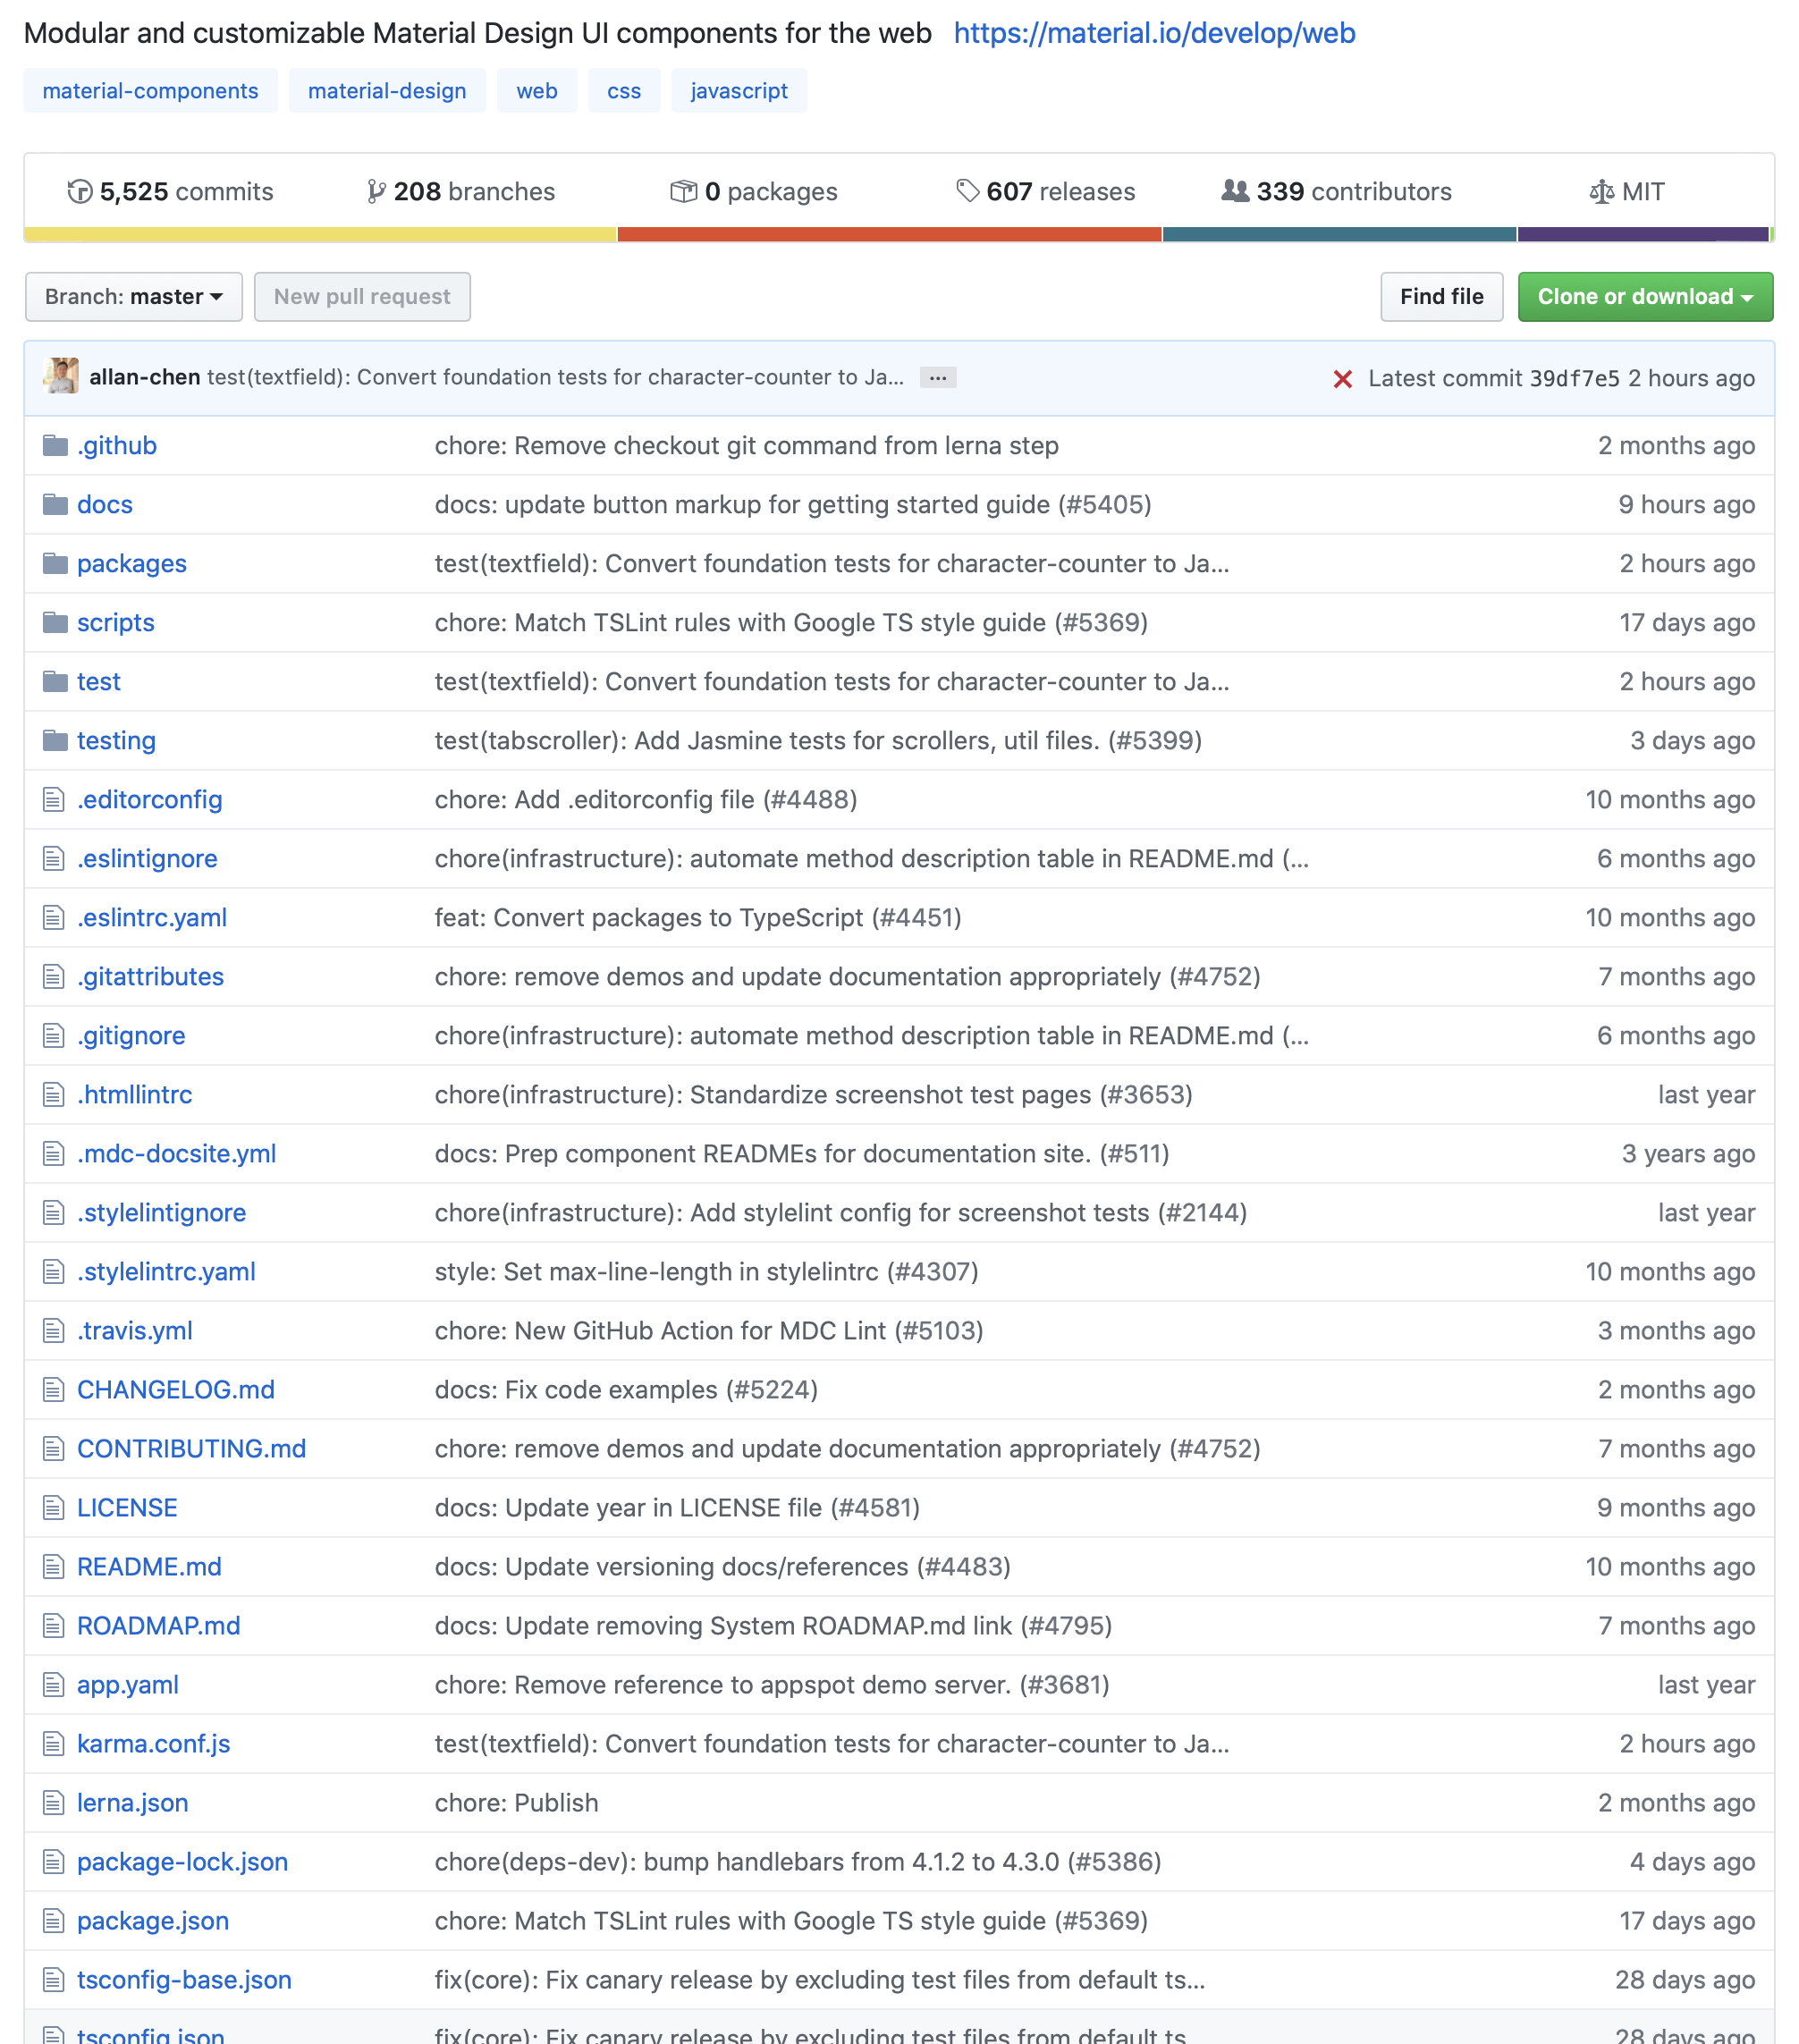 Modular and customizable Material Design UI components for the web https://material.io/develop/web
material-components material-design web css javascript
5,525 commits 208 branches 0 packages 607 releases 339 contributors MIT
Branch: master New pull request Find file Clone or download
allan-chen test(textfield): Convert foundation tests for character-counter to Ja... ... Latest commit 39df7e5 2 hours ago
.github chore: Remove checkout git command from lerna step 2 months ago
docs docs: update button markup for getting started guide (#5405) 9 hours ago
packages test(textfield): Convert foundation tests for character-counter to Ja... 2 hours ago
scripts chore: Match TSLint rules with Google TS style guide (#5369) 17 days ago
test test(textfield): Convert foundation tests for character-counter to Ja... 2 hours ago
testing test(tabscroller): Add Jasmine tests for scrollers, util files. (#5399) 3 days ago
.editorconfig chore: Add .editorconfig file (#4488) 10 months ago
.eslintignore chore(infrastructure): automate method description table in README.md (... 6 months ago
.eslintrc.yaml feat: Convert packages to TypeScript (#4451) 10 months ago
.gitattributes chore: remove demos and update documentation appropriately (#4752) 7 months ago
.gitignore chore(infrastructure): automate method description table in README.md (... 6 months ago
.htmllintrc chore(infrastructure): Standardize screenshot test pages (#3653) last year
.mdc-docsite.yml docs: Prep component READMEs for documentation site. (#511) 3 years ago
.stylelintignore chore(infrastructure): Add stylelint config for screenshot tests (#2144) last year
.stylelintrc.yaml style: Set max-line-length in stylelintrc (#4307) 10 months ago
.travis.yml chore: New GitHub Action for MDC Lint (#5103) 3 months ago
CHANGELOG.md docs: Fix code examples (#5224) 2 months ago
CONTRIBUTING.md chore: remove demos and update documentation appropriately (#4752) 7 months ago
LICENSE docs: Update year in LICENSE file (#4581) 9 months ago
README.md docs: Update versioning docs/references (#4483) 10 months ago
ROADMAP.md docs: Update removing System ROADMAP.md link (#4795) 7 months ago
app.yaml chore: Remove reference to appspot demo server. (#3681) last year
karma.conf.js test(textfield): Convert foundation tests for character-counter to Ja... 2 hours ago
lerna.json chore: Publish 2 months ago
package-lock.json chore(deps-dev): bump handlebars from 4.1.2 to 4.3.0 (#5386) 4 days ago
package.json chore: Match TSLint rules with Google TS style guide (#5369) 17 days ago
tsconfig-base.json fix(core): Fix canary release by excluding test files from default ts... 28 days ago
tsconfig.json fix(core): Fix canary release by excluding test files from default ts... 28 days ago